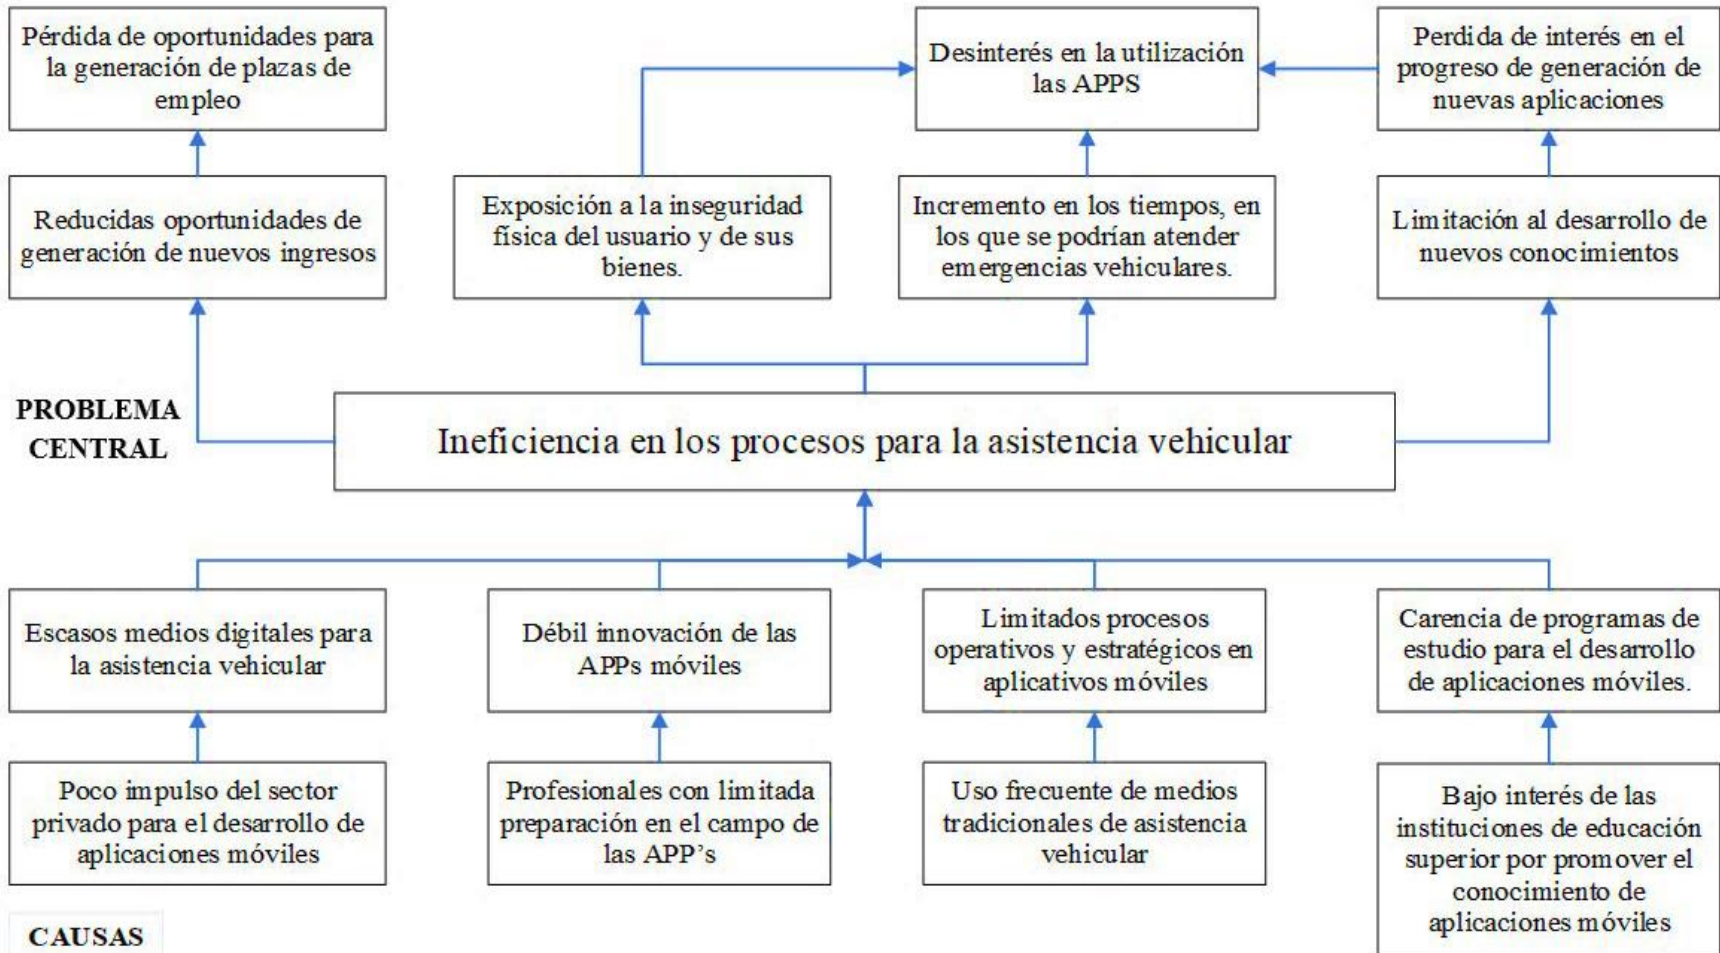 Pérdida de oportunidades para
la generación de plazas de
empleo
Desinterés en la utilización
las APPS
Perdida de interés en el
progreso de generación de
nuevas aplicaciones
Reducidas oportunidades de
generación de nuevos ingresos
Exposición a la inseguridad
física del usuario y de sus
bienes.
Incremento en los tiempos, en
los que se podrían atender
emergencias vehiculares.
Limitación al desarrollo de
nuevos conocimientos
PROBLEMA
CENTRAL
Ineficiencia en los procesos para la asistencia vehicular
Escasos medios digitales para
la asistencia vehicular
Débil innovación de las
APPs móviles
Limitados procesos
operativos y estratégicos en
aplicativos móviles
Carencia de programas de
estudio para el desarrollo
de aplicaciones móviles.
Poco impulso del sector
privado para el desarrollo de
aplicaciones móviles
Profesionales con limitada
preparación en el campo de
las APP’s
Uso frecuente de medios
tradicionales de asistencia
vehicular
Bajo interés de las
instituciones de educación
superior por promover el
conocimiento de
aplicaciones móviles
CAUSAS